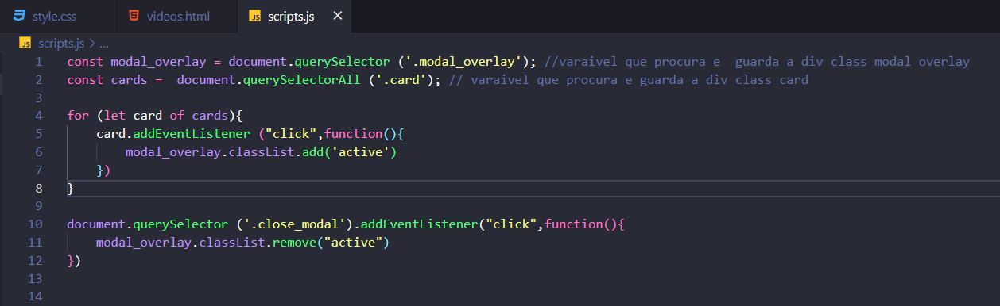 style.css videos.html JS scripts.js ×
JS scripts.js > ...
1 const modal_overlay = document.querySelector ('.modal_overlay'); //varaivel que procura e  guarda a div class modal overlay
2 const cards =  document.querySelectorAll ('.card'); // varaivel que procura e guarda a div class card
3
4 for (let card of cards){
5     card.addEventListener ("click",function(){
6         modal_overlay.classList.add('active')
7     })
8 }
9
10 document.querySelector ('.close_modal').addEventListener("click",function(){
11     modal_overlay.classList.remove("active")
12 })
13
14